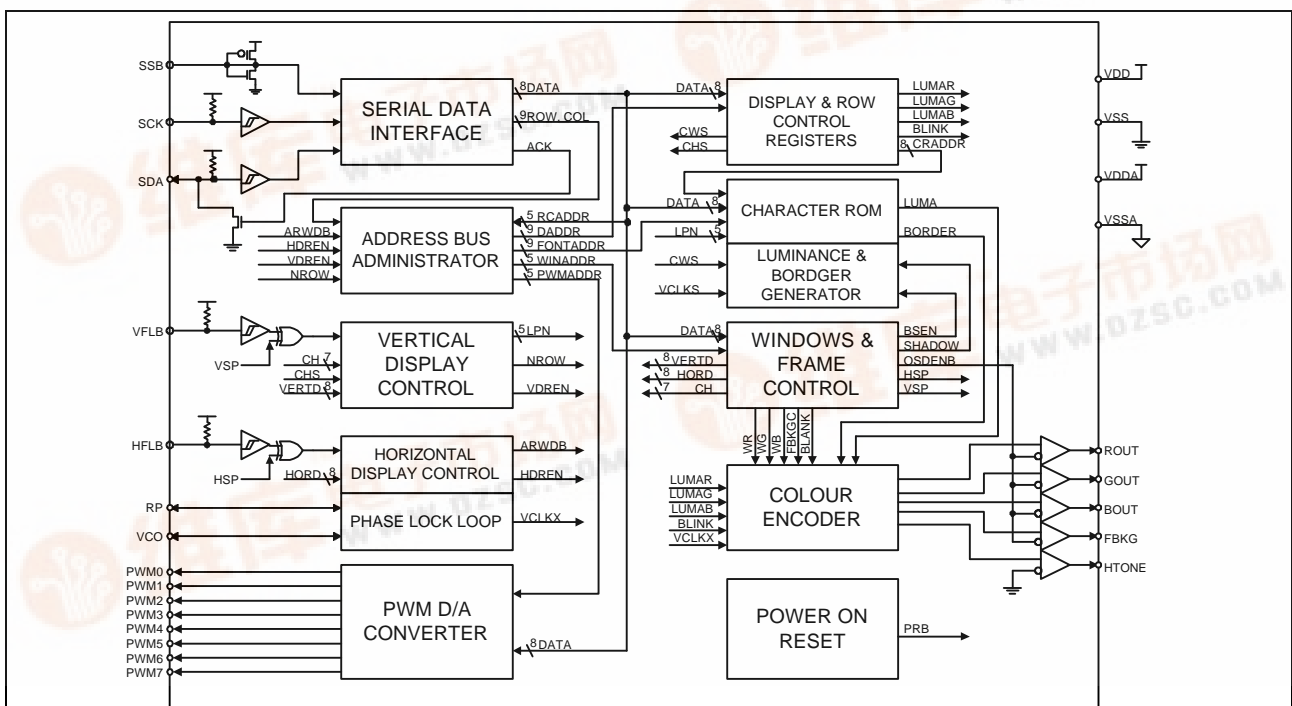 SSB
SCK
SDA
SERIAL DATA
INTERFACE
8 DATA
9 ROW, COL
ACK
ARWDB
HDREN
VDREN
NROW
ADDRESS BUS
ADMINISTRATOR
5 RCADDR
9 DADDR
9 FONTADDR
5 WINADDR
5 PWMADDR
VFLB
VSP
CH 7
CHS
VERTD 8
VERTICAL
DISPLAY
CONTROL
5 LPN
NROW
VDREN
HFLB
HSP
HORD 8
HORIZONTAL
DISPLAY CONTROL
ARWDB
HDREN
RP
VCO
PHASE LOCK LOOP
VCLKX
PWM0
PWM1
PWM2
PWM3
PWM4
PWM5
PWM6
PWM7
PWM D/A
CONVERTER
8 DATA
DATA 8
CWS
CHS
DISPLAY & ROW
CONTROL
REGISTERS
LUMAR
LUMAG
LUMAB
BLINK
8 CRADDR
DATA 8
LPN 5
CHARACTER ROM
LUMA
BORDER
CWS
VCLKS
LUMINANCE &
BORDGER
GENERATOR
DATA 8
8 VERTD
8 HORD
7 CH
WINDOWS &
FRAME
CONTROL
BSEN
SHADOW
OSDENB
HSP
VSP
WR
WG
WB
FBKGC
BLANK
LUMAR
LUMAG
LUMAB
BLINK
VCLKX
COLOUR
ENCODER
POWER ON
RESET
PRB
VDD
VSS
VDDA
VSSA
ROUT
GOUT
BOUT
FBKG
HTONE
维库电子市场网
WWW.DZSC.COM